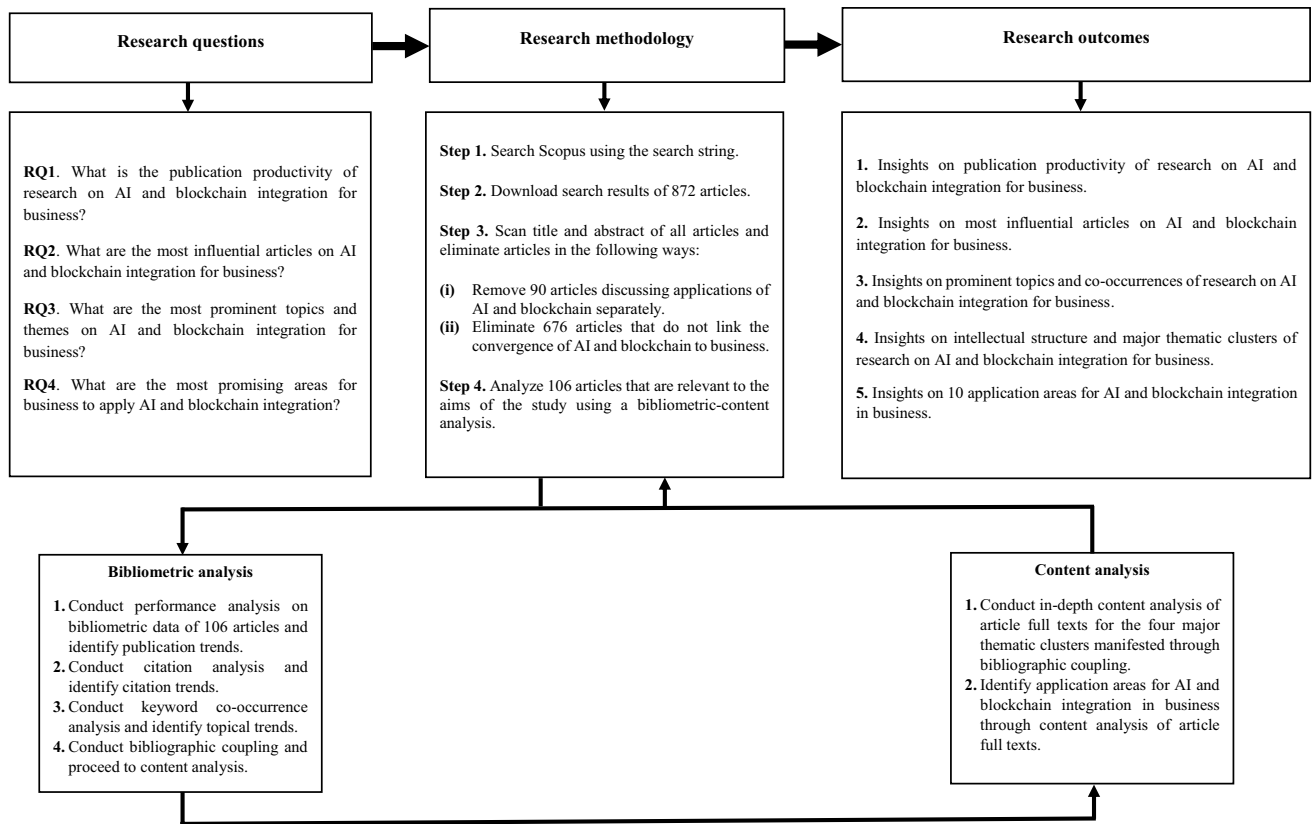 Research questions
Research methodology
Research outcomes
RQ1. What is the publication productivity of
research on AI and blockchain integration for
business?
RQ2. What are the most influential articles on AI
and blockchain integration for business?
RQ3. What are the most prominent topics and
themes on AI and blockchain integration for
business?
RQ4. What are the most promising areas for
business to apply AI and blockchain integration?
Step 1. Search Scopus using the search string.
Step 2. Download search results of 872 articles.
Step 3. Scan title and abstract of all articles and
eliminate articles in the following ways:
(i) Remove 90 articles discussing applications of
AI and blockchain separately.
(ii) Eliminate 676 articles that do not link the
convergence of AI and blockchain to business.
Step 4. Analyze 106 articles that are relevant to the
aims of the study using a bibliometric-content
analysis.
1. Insights on publication productivity of research on AI and
blockchain integration for business.
2. Insights on most influential articles on AI and blockchain
integration for business.
3. Insights on prominent topics and co-occurrences of research on AI
and blockchain integration for business.
4. Insights on intellectual structure and major thematic clusters of
research on AI and blockchain integration for business.
5. Insights on 10 application areas for AI and blockchain integration
in business.
Bibliometric analysis
1. Conduct performance analysis on
bibliometric data of 106 articles and
identify publication trends.
2. Conduct citation analysis and
identify citation trends.
3. Conduct keyword co-occurrence
analysis and identify topical trends.
4. Conduct bibliographic coupling and
proceed to content analysis.
Content analysis
1. Conduct in-depth content analysis of
article full texts for the four major
thematic clusters manifested through
bibliographic coupling.
2. Identify application areas for AI and
blockchain integration in business
through content analysis of article
full texts.